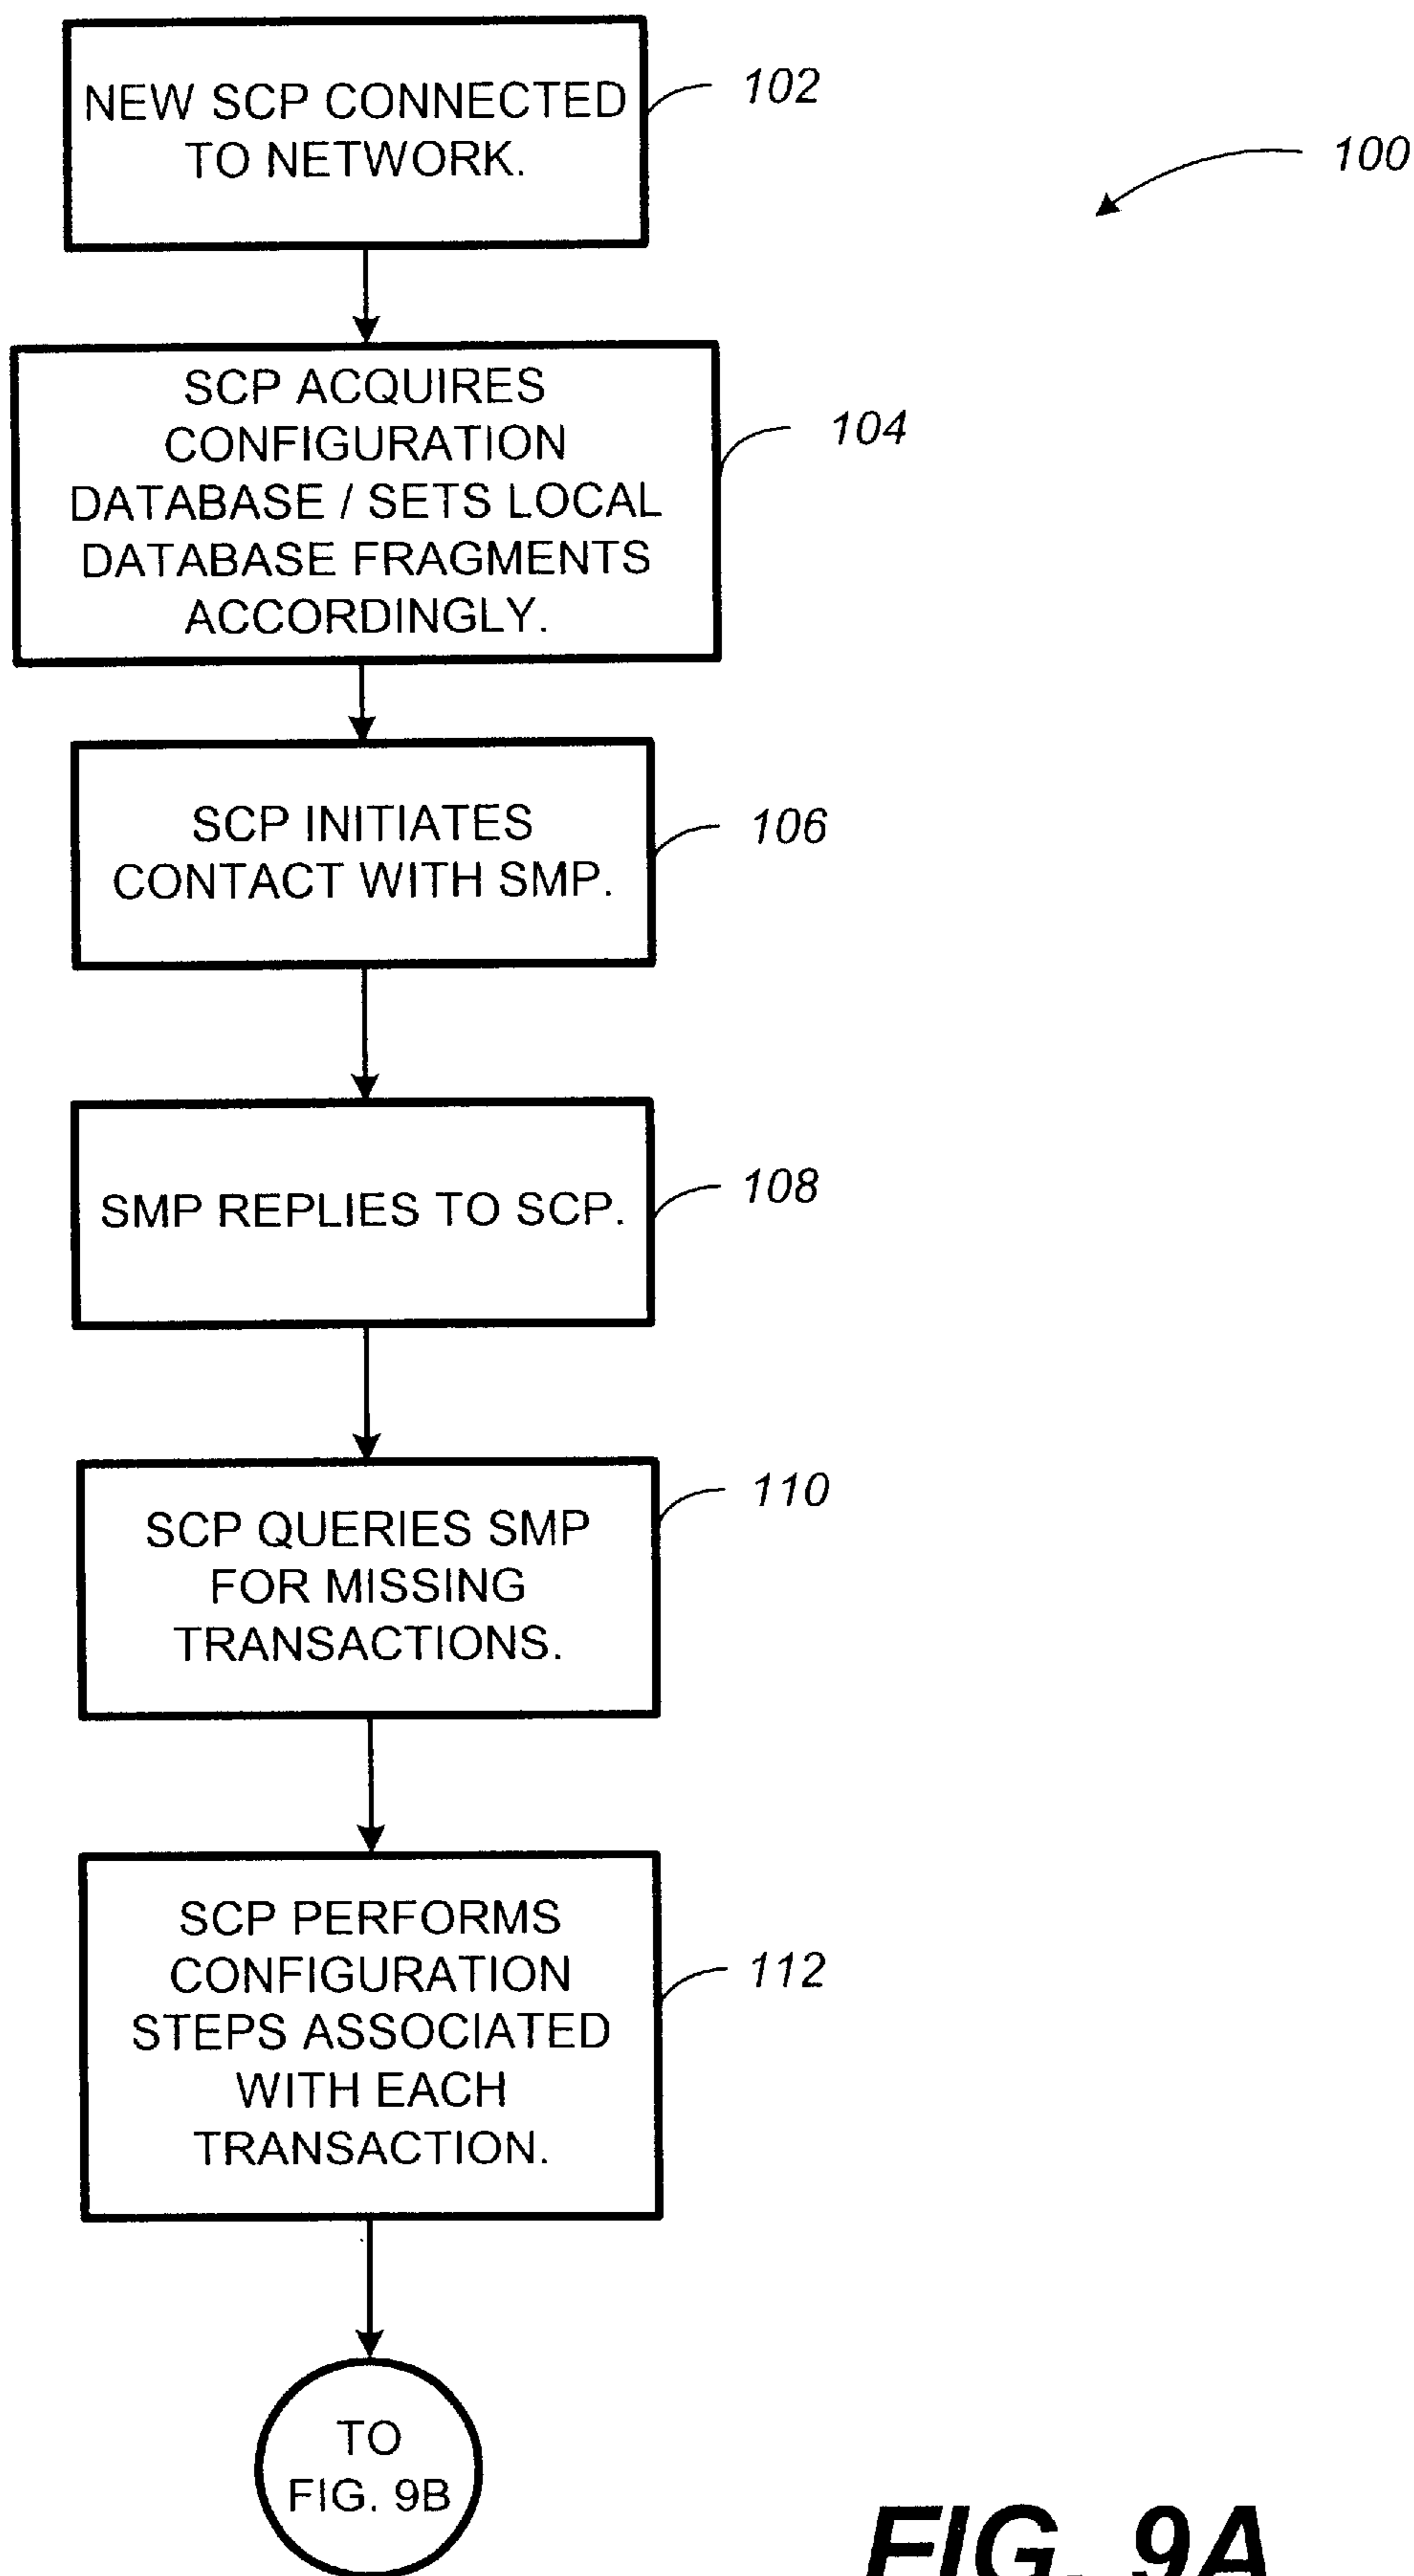 NEW SCP CONNECTED
TO NETWORK.
102
100
SCP ACQUIRES
CONFIGURATION
DATABASE / SETS LOCAL
DATABASE FRAGMENTS
ACCORDINGLY.
104
SCP INITIATES
CONTACT WITH SMP.
106
SMP REPLIES TO SCP.
108
SCP QUERIES SMP
FOR MISSING
TRANSACTIONS.
110
SCP PERFORMS
CONFIGURATION
STEPS ASSOCIATED
WITH EACH
TRANSACTION.
112
TO
FIG. 9B
FIG. 9A